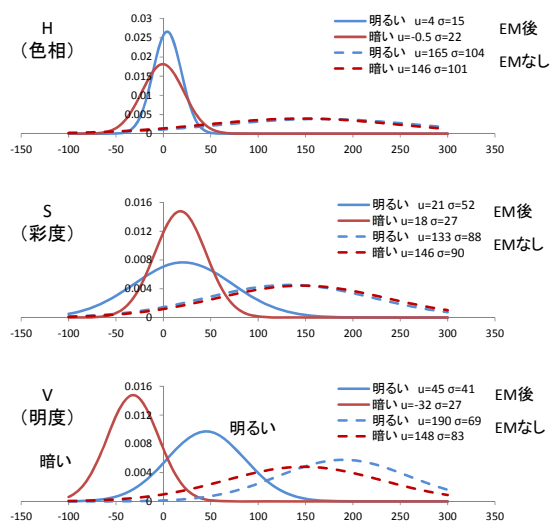 H
（色相）
0.03
0.025
0.02
0.015
0.01
0.005
0
-150 -100 -50 0 50 100 150 200 250 300 350
明るい u=4 σ=15
暗い u=-0.5 σ=22
明るい u=165 σ=104
暗い u=146 σ=101
EM後
EMなし
S
（彩度）
0.016
0.012
0.008
0.004
0
-150 -100 -50 0 50 100 150 200 250 300 350
明るい u=21 σ=52
暗い u=18 σ=27
明るい u=133 σ=88
暗い u=146 σ=90
EM後
EMなし
V
（明度）
0.016
0.012
0.008
0.004
0
-150 -100 -50 0 50 100 150 200 250 300 350
暗い
明るい
明るい u=45 σ=41
暗い u=-32 σ=27
明るい u=190 σ=69
暗い u=148 σ=83
EM後
EMなし